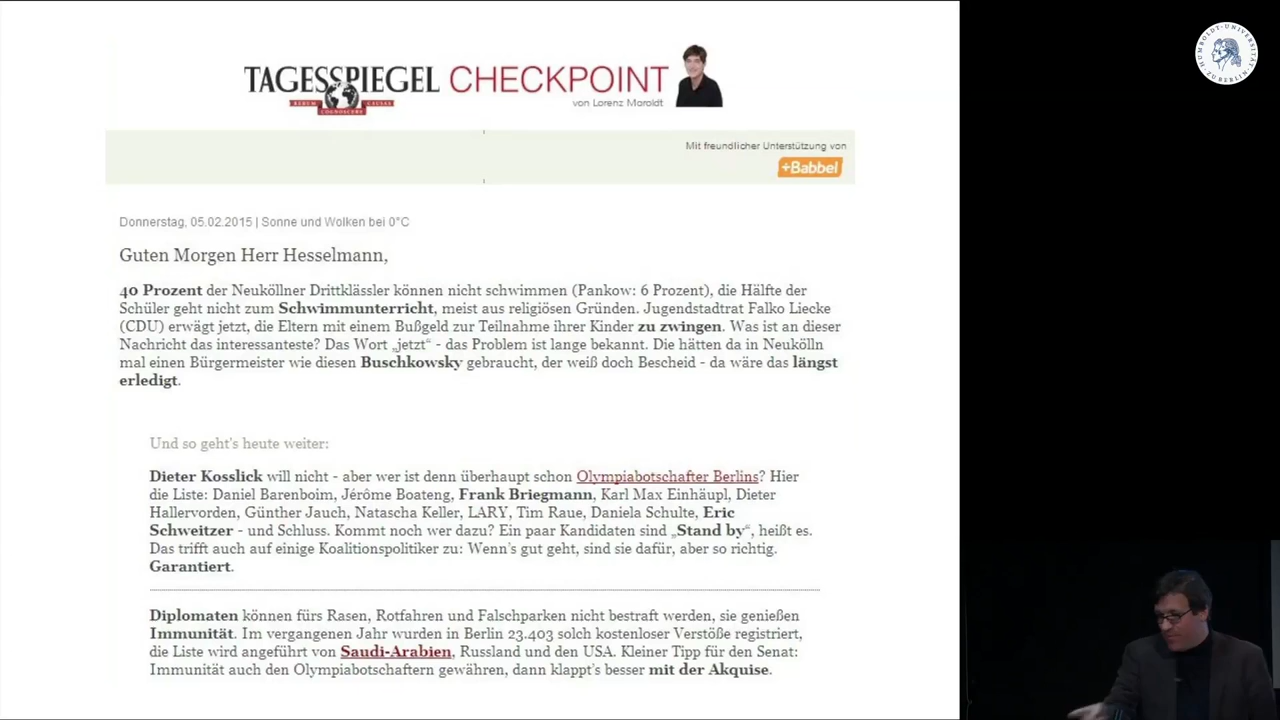 TAGESSPIEGEL CHECKPOINT
RERUM CAUSAS
COGNOSCERE
von Lorenz Maroldt
Mit freundlicher Unterstützung von
+Babbel
Donnerstag, 05.02.2015 | Sonne und Wolken bei 0°C
Guten Morgen Herr Hesselmann,
40 Prozent der Neuköllner Drittklässler können nicht schwimmen (Pankow: 6 Prozent), die Hälfte der
Schüler geht nicht zum Schwimmunterricht, meist aus religiösen Gründen. Jugendstadtrat Falko Liecke
(CDU) erwägt jetzt, die Eltern mit einem Bußgeld zur Teilnahme ihrer Kinder zu zwingen. Was ist an dieser
Nachricht das interessanteste? Das Wort „jetzt“ - das Problem ist lange bekannt. Die hätten da in Neukölln
mal einen Bürgermeister wie diesen Buschkowsky gebraucht, der weiß doch Bescheid - da wäre das längst
erledigt.
Und so geht's heute weiter:
Dieter Kosslick will nicht - aber wer ist denn überhaupt schon Olympiabotschafter Berlins? Hier
die Liste: Daniel Barenboim, Jérôme Boateng, Frank Briegmann, Karl Max Einhäupl, Dieter
Hallervorden, Günther Jauch, Natascha Keller, LARY, Tim Raue, Daniela Schulte, Eric
Schweitzer - und Schluss. Kommt noch wer dazu? Ein paar Kandidaten sind „Stand by“, heißt es.
Das trifft auch auf einige Koalitionspolitiker zu: Wenn's gut geht, sind sie dafür, aber so richtig.
Garantiert.
Diplomaten können fürs Rasen, Rotfahren und Falschparken nicht bestraft werden, sie genießen
Immunität. Im vergangenen Jahr wurden in Berlin 23.403 solch kostenloser Verstöße registriert,
die Liste wird angeführt von Saudi-Arabien, Russland und den USA. Kleiner Tipp für den Senat:
Immunität auch den Olympiabotschaftern gewähren, dann klappt's besser mit der Akquise.
HUMBOLDT-UNIVERSITÄT
ZU BERLIN